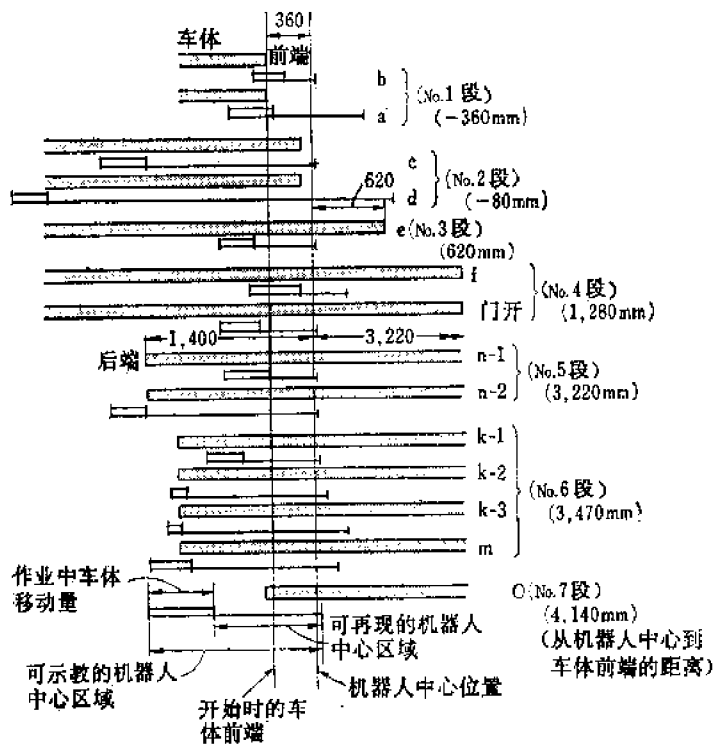 360
车体
前端
b
(No.1段)
a
(-360mm)
c
(No.2段)
620
d
(-80mm)
e(No.3段)
(620mm)
f
(No.4段)
门开
(1,280mm)
1,400
3,220
后端
n-1
(No.5段)
n-2
(3,220mm)
k-1
k-2
(No.6段)
k-3
(3,470mm)
m
作业中车体
移动量
O(No.7段)
(4,140mm)
(从机器人中心到
车体前端的距离)
可再现的机器人
中心区域
可示教的机器人
中心区域
机器人中心位置
开始时的车
体前端